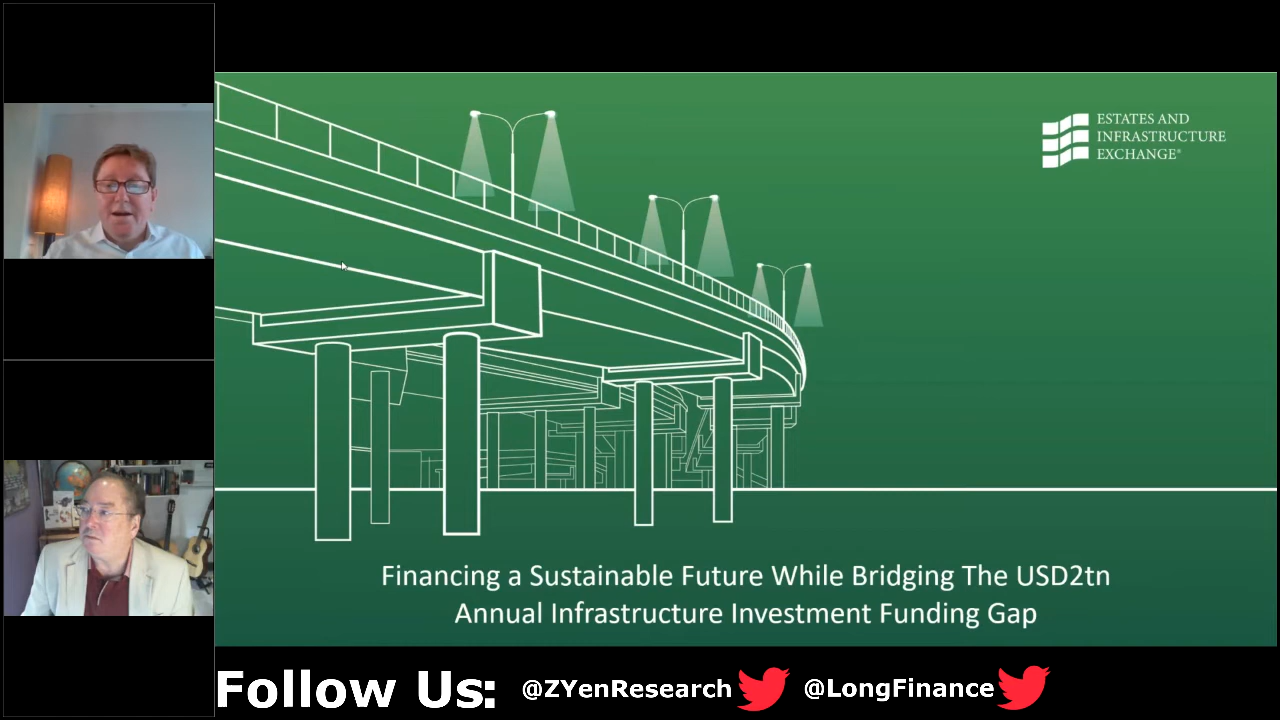 ESTATES AND
INFRASTRUCTURE
EXCHANGE®
Financing a Sustainable Future While Bridging The USD2tn
Annual Infrastructure Investment Funding Gap
Follow Us: @ZYenResearch @LongFinance